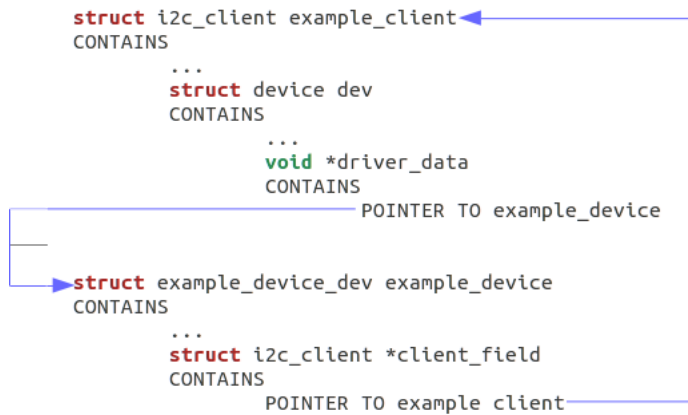 struct i2c_client example_client
CONTAINS
...
struct device dev
CONTAINS
...
void *driver_data
CONTAINS
POINTER TO example_device
struct example_device_dev example_device
CONTAINS
...
struct i2c_client *client_field
CONTAINS
POINTER TO example client